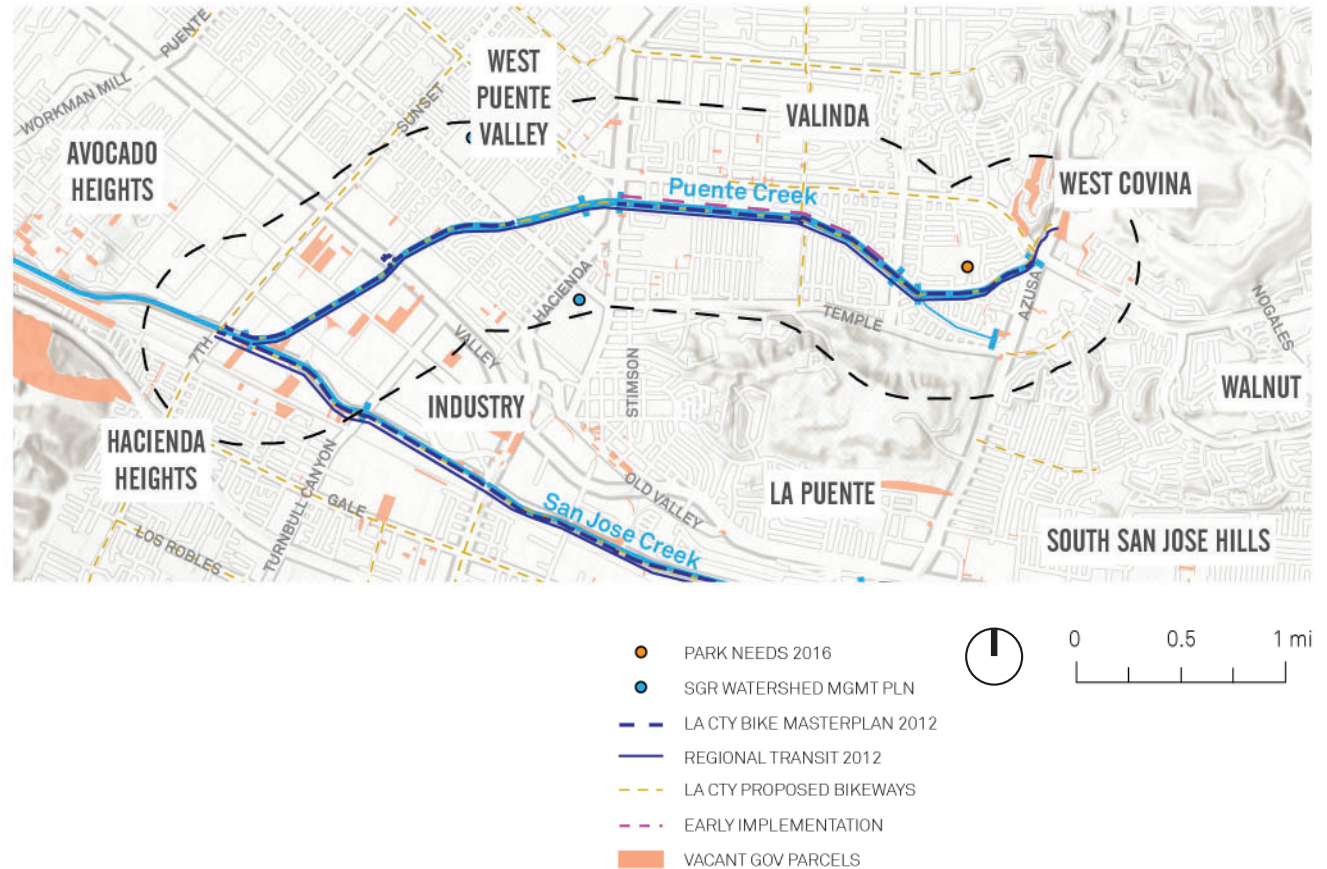 PUENTE
WORKMAN MILL
SUNSET
WEST
PUENTE
VALLEY
VALINDA
AVOCADO
HEIGHTS
WEST COVINA
Puente Creek
HACIENDA
AZUSA
NOGALES
7TH
VALLEY
TEMPLE
STIMSON
WALNUT
INDUSTRY
HACIENDA
HEIGHTS
TURNBULL CANYON
GALE
LOS ROBLES
OLD VALLEY
San Jose Creek
LA PUENTE
SOUTH SAN JOSE HILLS
PARK NEEDS 2016
SGR WATERSHED MGMT PLN
LA CTY BIKE MASTERPLAN 2012
REGIONAL TRANSIT 2012
LA CTY PROPOSED BIKEWAYS
EARLY IMPLEMENTATION
VACANT GOV PARCELS
0 0.5 1 mi